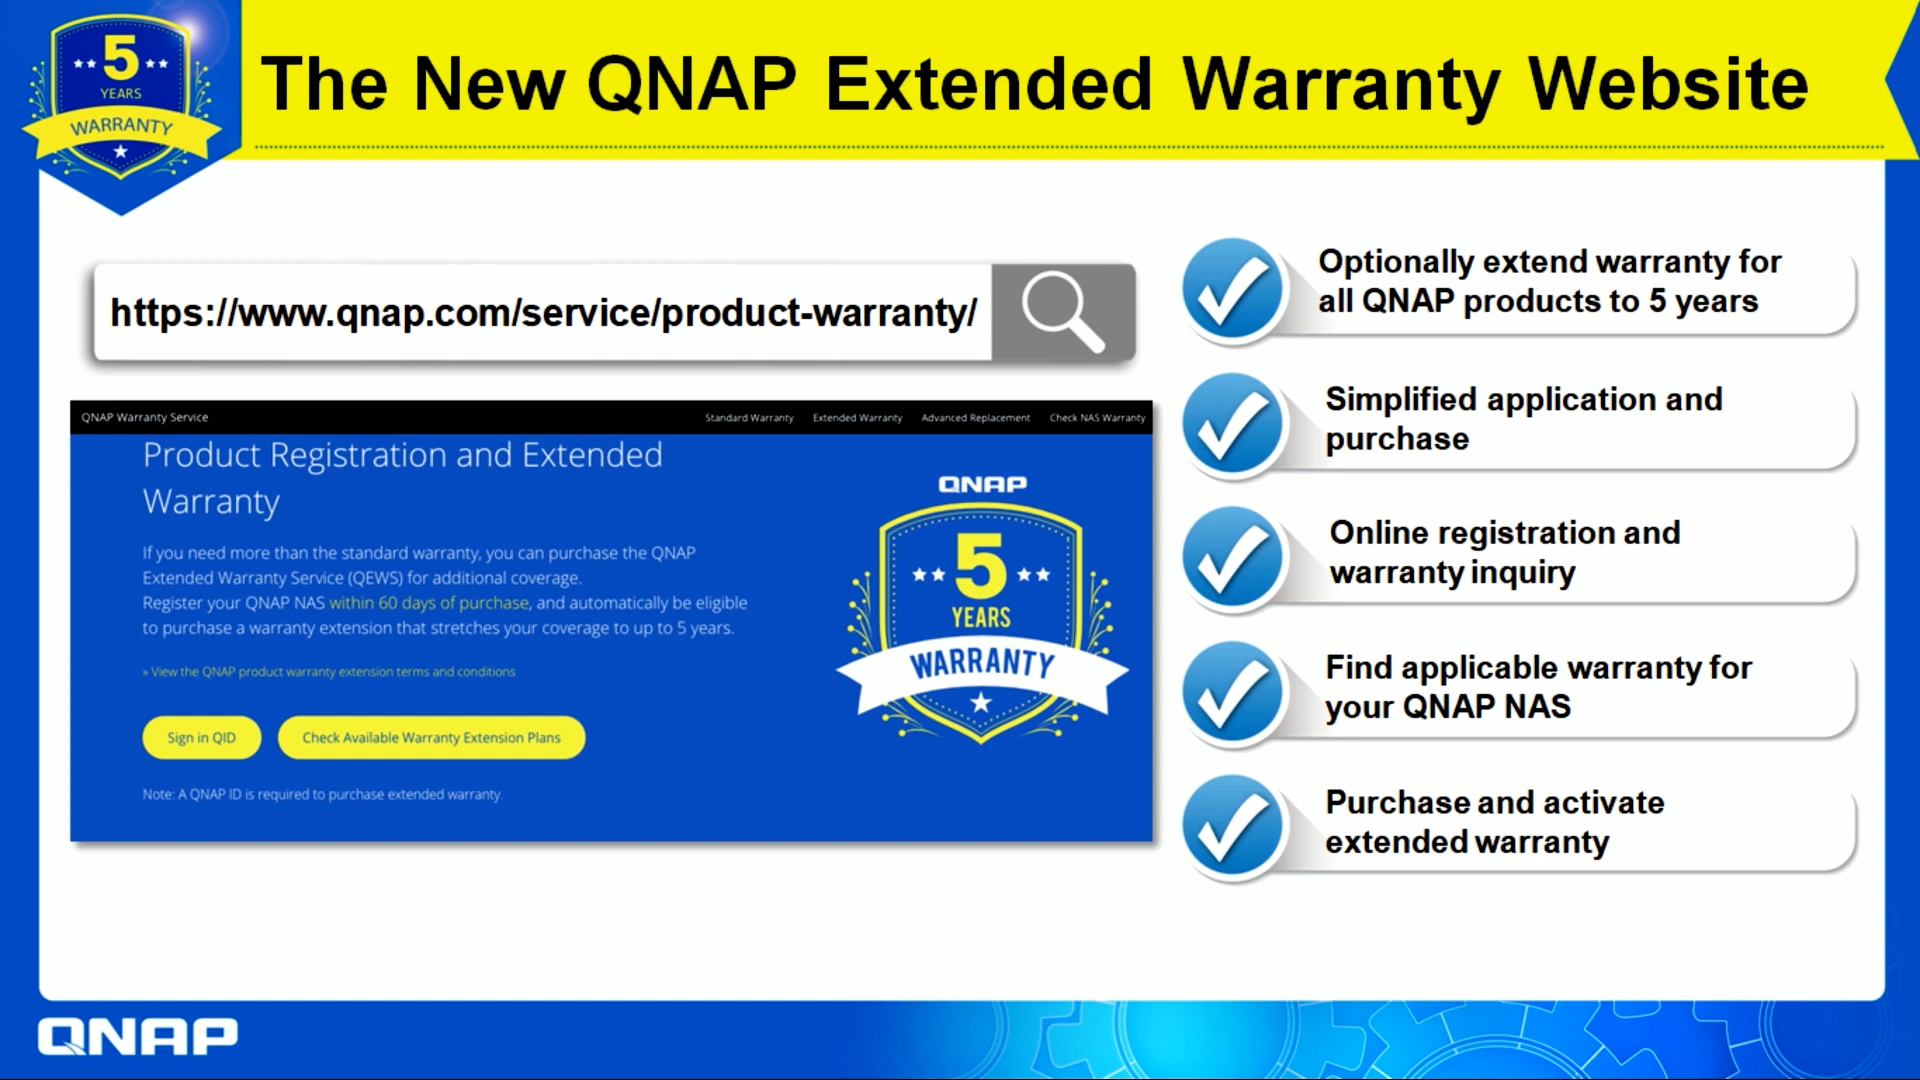 5
YEARS
WARRANTY
The New QNAP Extended Warranty Website
https://www.qnap.com/service/product-warranty/
QNAP Warranty Service
Standard Warranty Extended Warranty Advanced Replacement Check NAS Warranty
Product Registration and Extended
Warranty
If you need more than the standard warranty, you can purchase the QNAP
Extended Warranty Service (QEWS) for additional coverage.
Register your QNAP NAS within 60 days of purchase, and automatically be eligible
to purchase a warranty extension that stretches your coverage to up to 5 years.
» View the QNAP product warranty extension terms and conditions
Sign in QID
Check Available Warranty Extension Plans
Note: A QNAP ID is required to purchase extended warranty.
QNAP
5
YEARS
WARRANTY
Optionally extend warranty for
all QNAP products to 5 years
Simplified application and
purchase
Online registration and
warranty inquiry
Find applicable warranty for
your QNAP NAS
Purchase and activate
extended warranty
QNAP